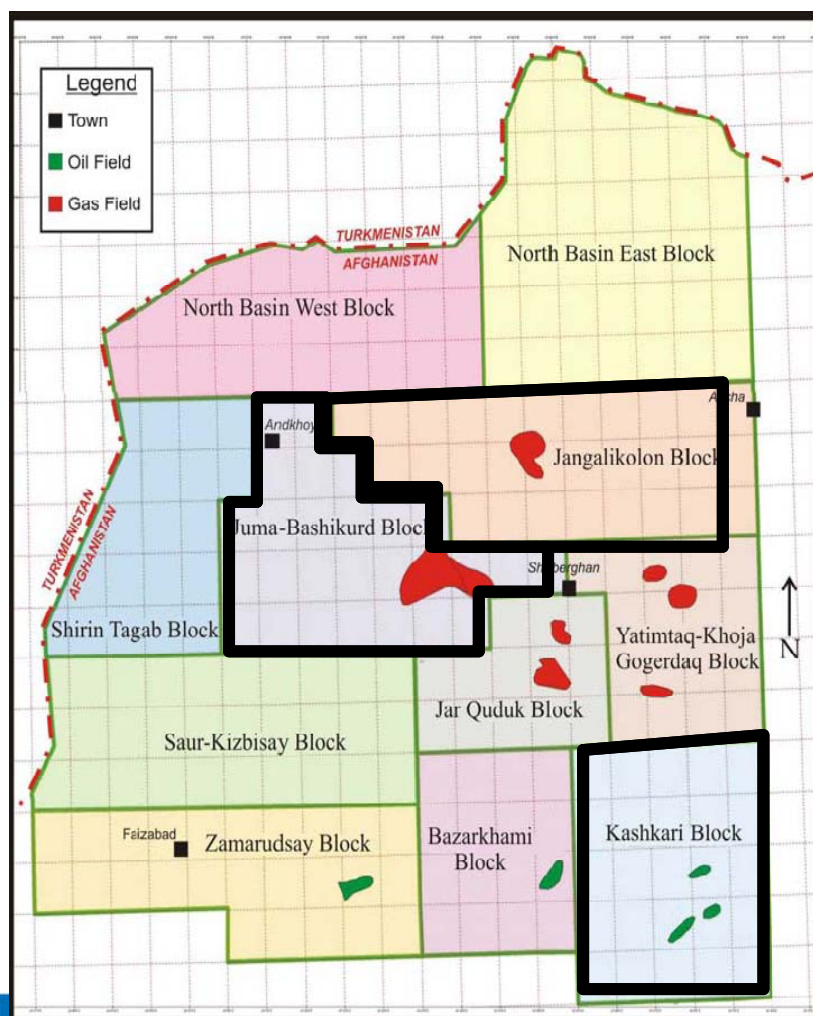 Legend
Town
Oil Field
Gas Field
TURKMENISTAN
AFGHANISTAN
North Basin East Block
North Basin West Block
Andkhoy
Jangalikolon Block
Juma-Bashikurd Block
TURKMENISTAN
AFGHANISTAN
Shirin Tagab Block
Yatimtaq-Khoja
Gogerdaq Block
N
Jar Quduk Block
Saur-Kizbisay Block
Faizabad
Zamarudsay Block
Bazarkhami
Block
Kashkari Block